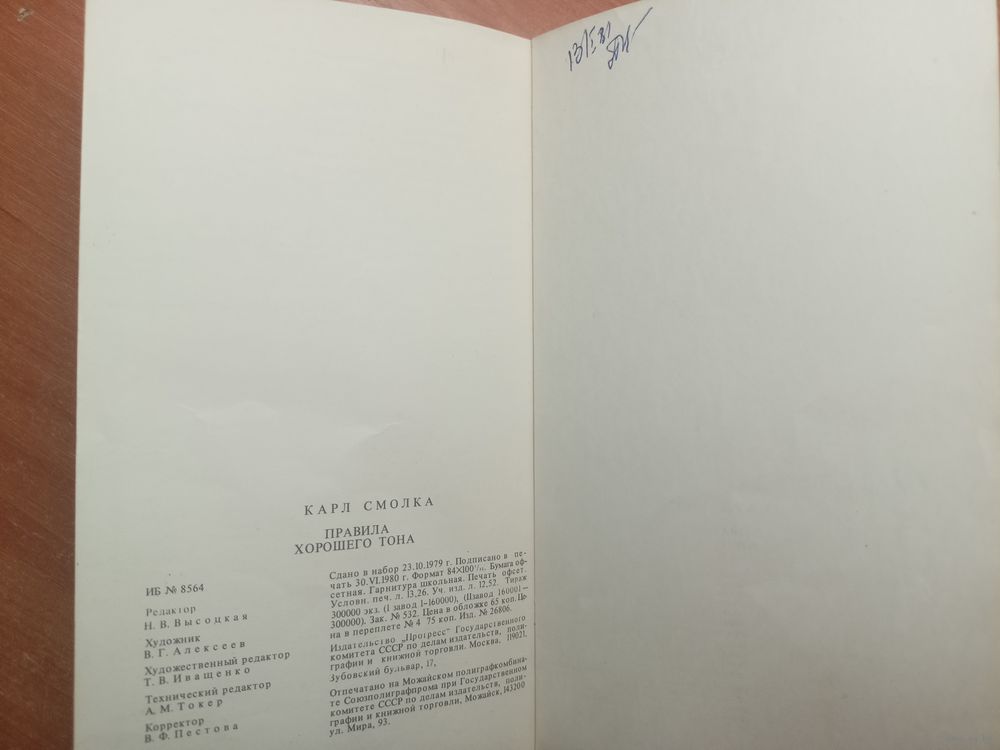 КАРЛ СМОЛКА
ПРАВИЛА
ХОРОШЕГО ТОНА
ИБ № 8564
Редактор
Н. В. Высоцкая
Художник
В. Г. Алексеев
Художественный редактор
Т. В. Иващенко
Технический редактор
А. М. Токер
Корректор
В. Ф. Пестова
Сдано в набор 23.10.1979 г. Подписано в пе-
чать 30.VI.1980 г. Формат 84×100¹/₃₂. Бумага оф-
сетная. Гарнитура школьная. Печать офсет.
Условн. печ. л. 13,26. Уч. изд. л. 12,52. Тираж
300000 экз. (I завод 1–160000), (II завод 160001–
300000). Зак. № 532. Цена в обложке 65 коп. Це-
на в переплете № 4 75 коп. Изд. № 26806.
Издательство „Прогресс" Государственного
комитета СССР по делам издательств, поли-
графии и книжной торговли. Москва, 119021,
Зубовский бульвар, 17,
Отпечатано на Можайском полиграфкомбина-
те Союзполиграфпрома при Государственном
комитете СССР по делам издательств, поли-
графии и книжной торговли, Можайск, 143200
ул. Мира, 93.
13/I 81